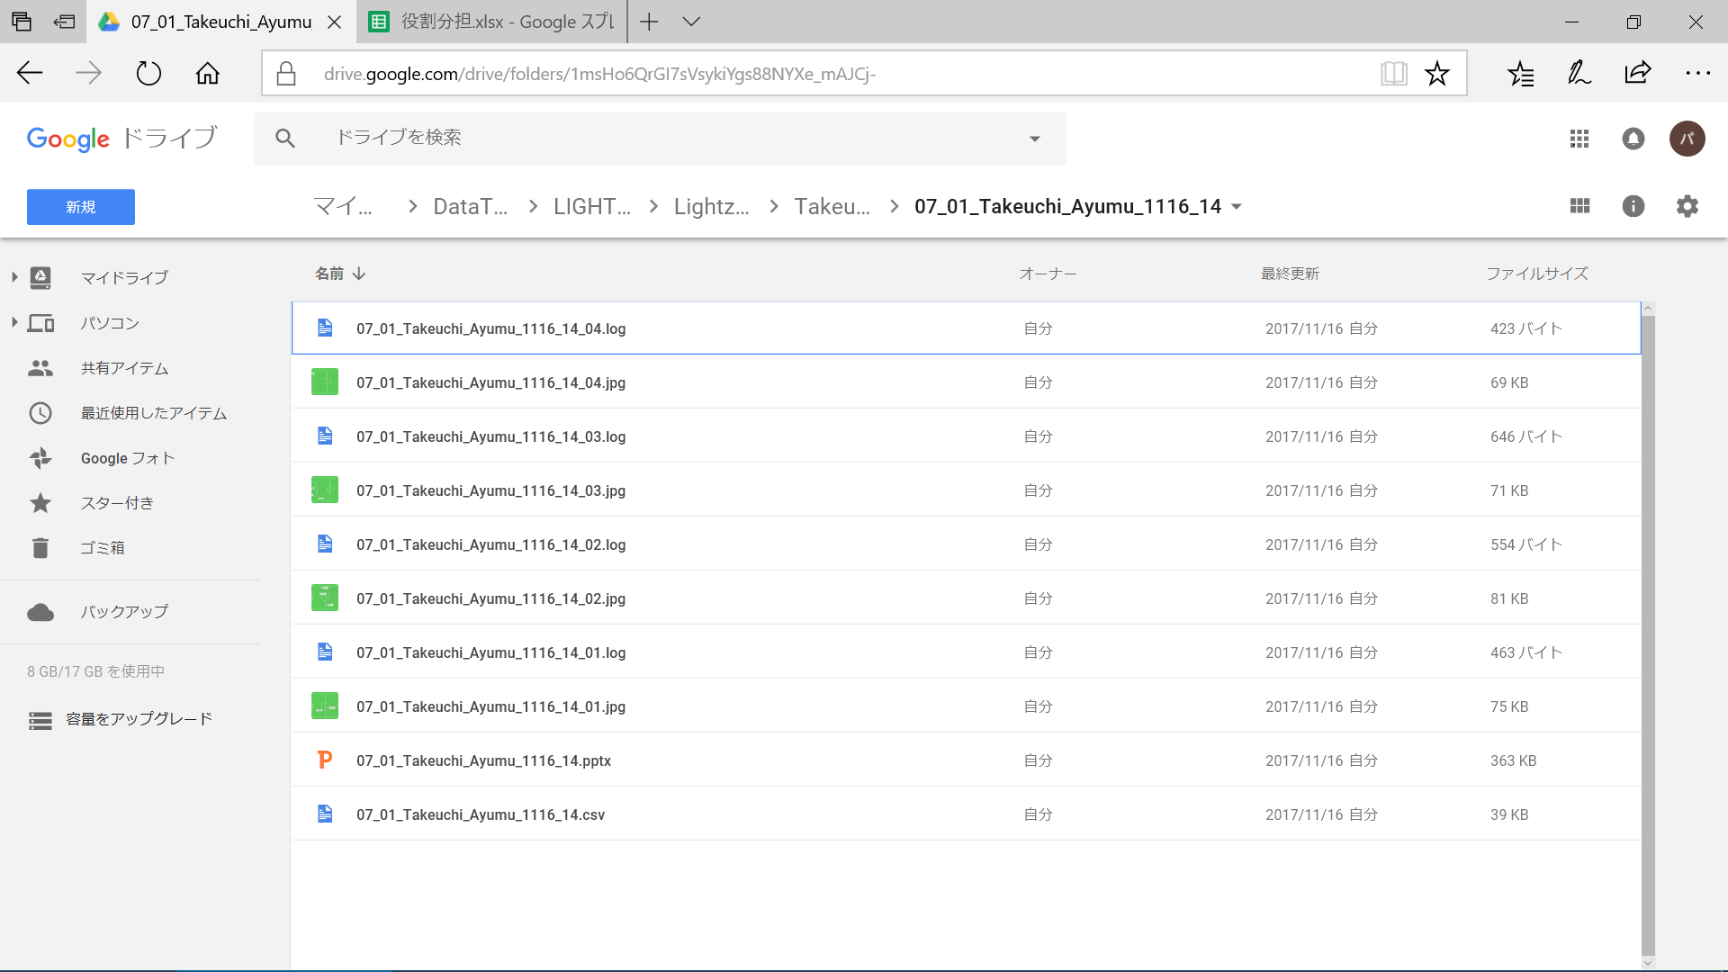 07_01_Takeuchi_Ayumu_
役割分担.xlsx - Google スプレ
drive.google.com/drive/folders/1msHo6QrGI7sVsykiYgs88NYXe_mAJCj-
Google ドライブ
ドライブを検索
パ
新規
マイ... > DataT... > LIGHT... > Lightz... > Takeu... > 07_01_Takeuchi_Ayumu_1116_14
名前 オーナー 最終更新 ファイルサイズ
マイドライブ
パソコン
共有アイテム
最近使用したアイテム
Google フォト
スター付き
ゴミ箱
バックアップ
8 GB/17 GB を使用中
容量をアップグレード
07_01_Takeuchi_Ayumu_1116_14_04.log 自分 2017/11/16 自分 423 バイト
07_01_Takeuchi_Ayumu_1116_14_04.jpg 自分 2017/11/16 自分 69 KB
07_01_Takeuchi_Ayumu_1116_14_03.log 自分 2017/11/16 自分 646 バイト
07_01_Takeuchi_Ayumu_1116_14_03.jpg 自分 2017/11/16 自分 71 KB
07_01_Takeuchi_Ayumu_1116_14_02.log 自分 2017/11/16 自分 554 バイト
07_01_Takeuchi_Ayumu_1116_14_02.jpg 自分 2017/11/16 自分 81 KB
07_01_Takeuchi_Ayumu_1116_14_01.log 自分 2017/11/16 自分 463 バイト
07_01_Takeuchi_Ayumu_1116_14_01.jpg 自分 2017/11/16 自分 75 KB
07_01_Takeuchi_Ayumu_1116_14.pptx 自分 2017/11/16 自分 363 KB
07_01_Takeuchi_Ayumu_1116_14.csv 自分 2017/11/16 自分 39 KB